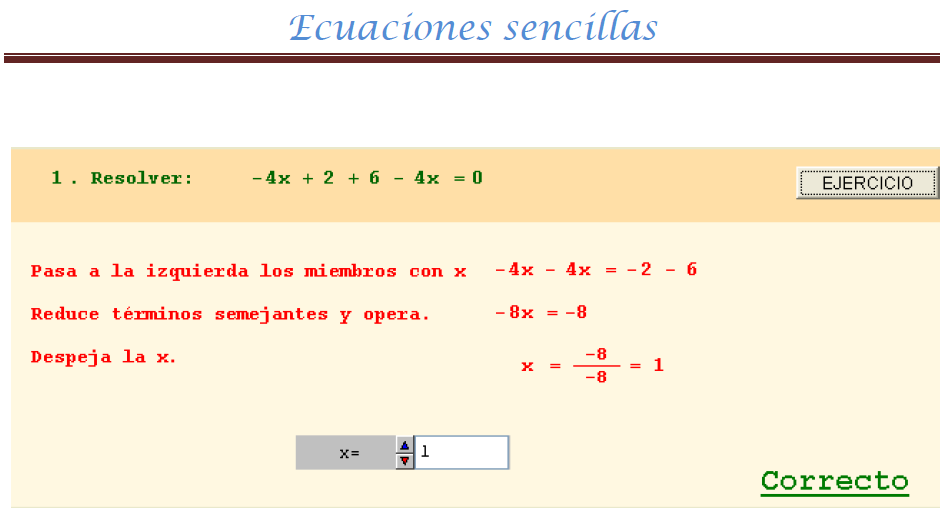 Ecuaciones sencillas
1 . Resolver: -4x + 2 + 6 - 4x = 0
EJERCICIO
Pasa a la izquierda los miembros con x -4x - 4x = -2 - 6
Reduce términos semejantes y opera. -8x = -8
Despeja la x. x = -8/-8 = 1
x= 1
Correcto